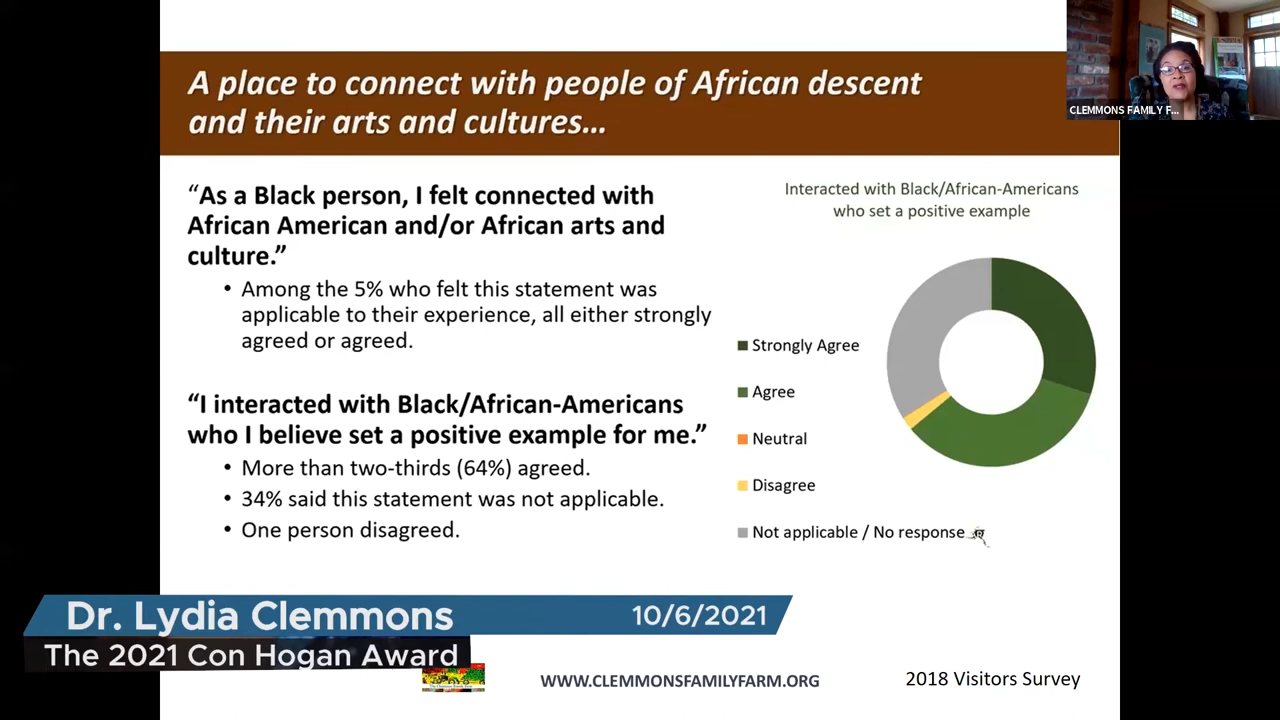 A place to connect with people of African descent
and their arts and cultures...
CLEMMONS FAMILY F...
“As a Black person, I felt connected with
African American and/or African arts and
culture.”
• Among the 5% who felt this statement was
applicable to their experience, all either strongly
agreed or agreed.
“I interacted with Black/African-Americans
who I believe set a positive example for me.”
• More than two-thirds (64%) agreed.
• 34% said this statement was not applicable.
• One person disagreed.
Interacted with Black/African-Americans
who set a positive example
Strongly Agree
Agree
Neutral
Disagree
Not applicable / No response
Dr. Lydia Clemmons
10/6/2021
The 2021 Con Hogan Award
WWW.CLEMMONSFAMILYFARM.ORG
2018 Visitors Survey